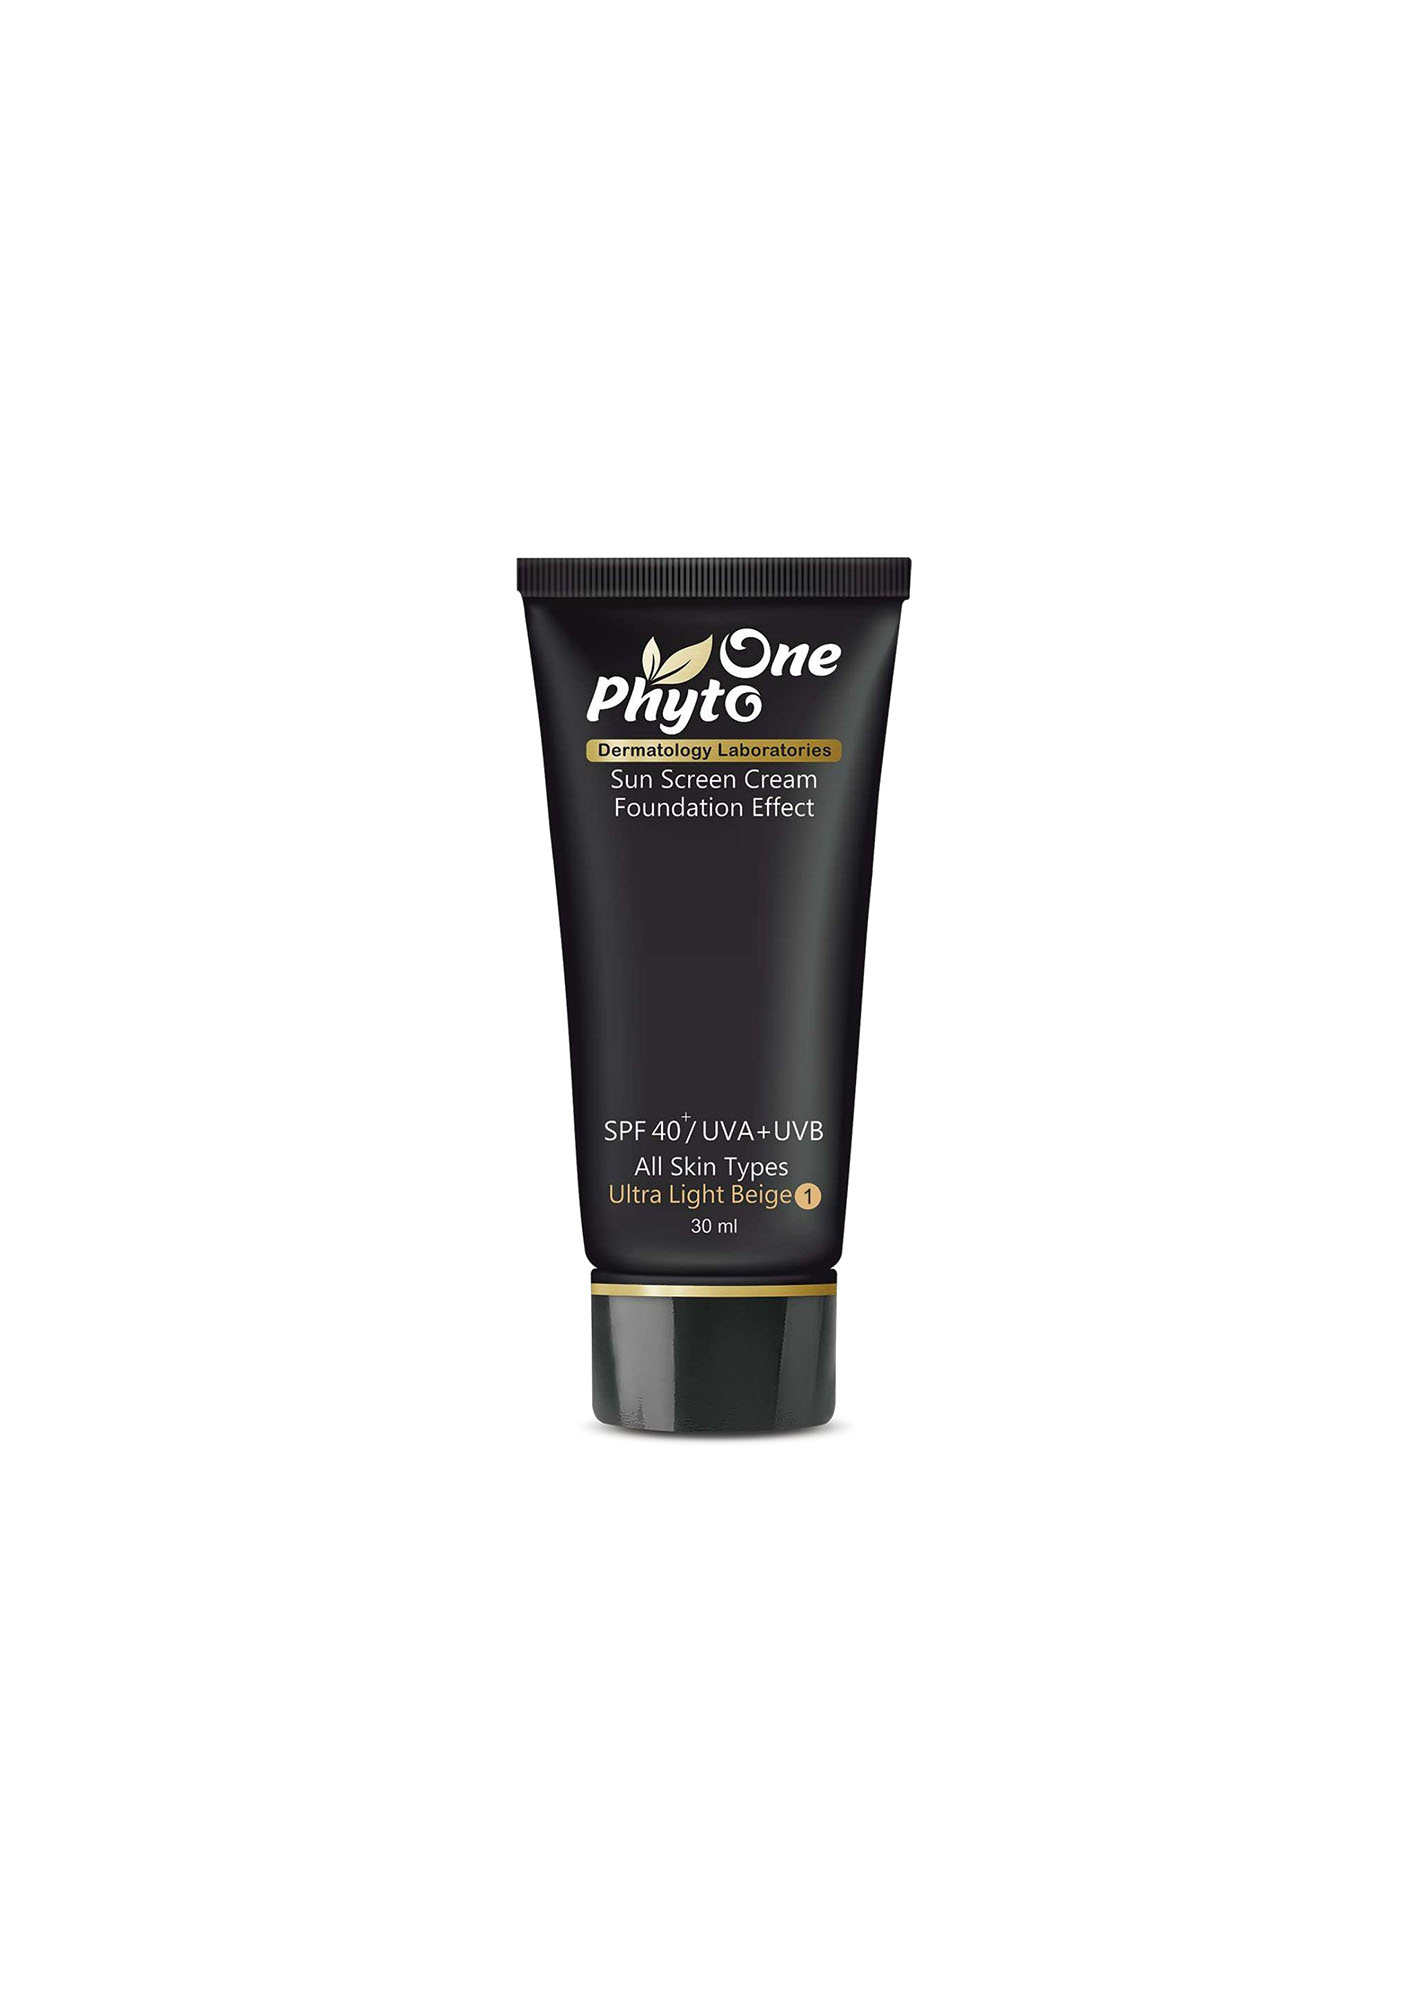 One
Phyto
Dermatology Laboratories
Sun Screen Cream
Foundation Effect
SPF 40+/ UVA+UVB
All Skin Types
Ultra Light Beige 1
30 ml